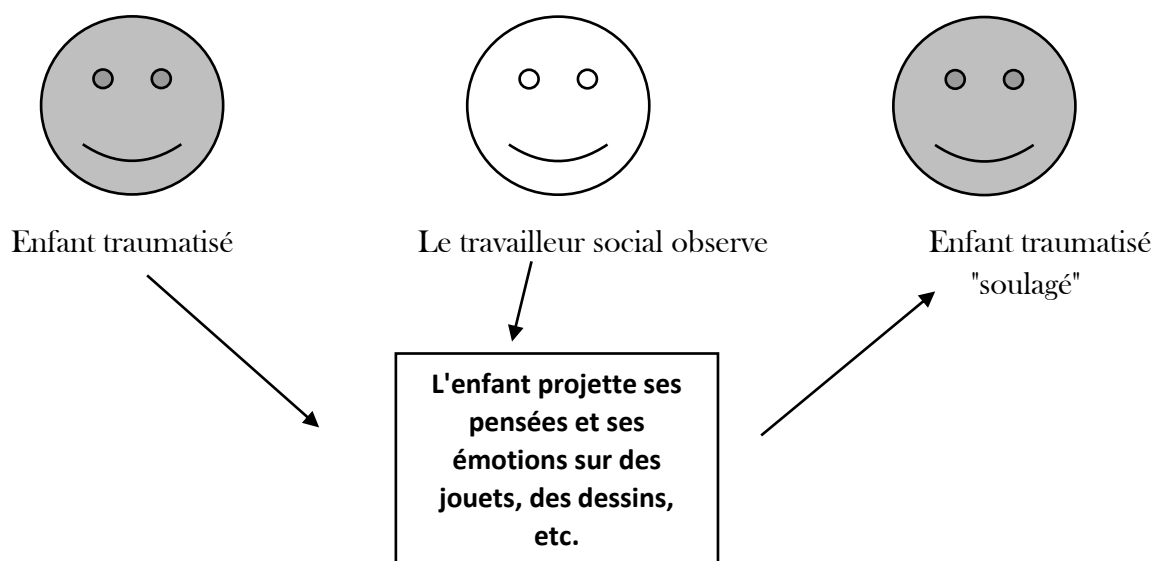 Enfant traumatisé
Le travailleur social observe
Enfant traumatisé
"soulagé"
L'enfant projette ses
pensées et ses
émotions sur des
jouets, des dessins,
etc.